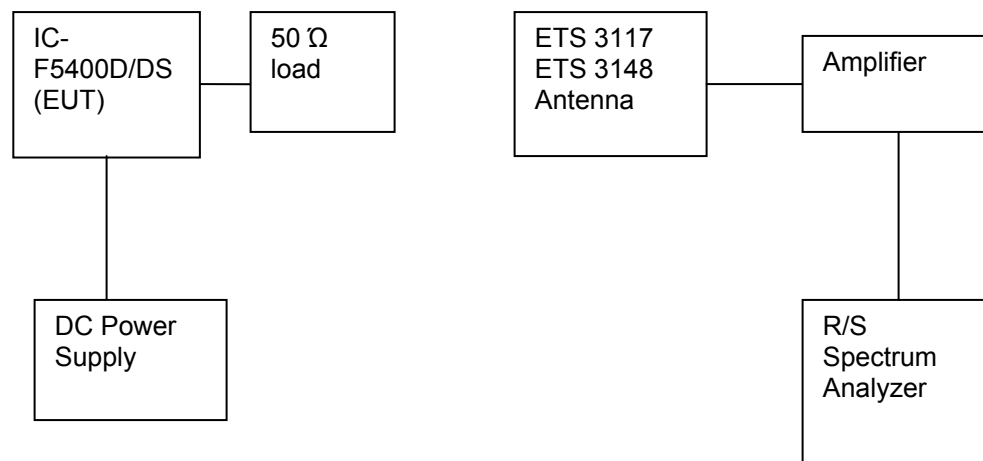 IC-
F5400D/DS
(EUT)
50 Ώ
load
ETS 3117
ETS 3148
Antenna
Amplifier
DC Power
Supply
R/S
Spectrum
Analyzer